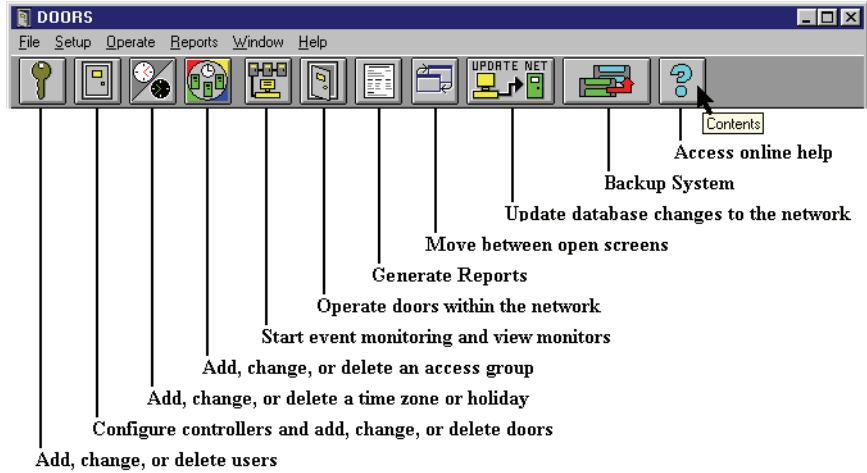 DOORS
File Setup Operate Reports Window Help
UPDATE NET
Contents
Access online help
Backup System
Update database changes to the network
Move between open screens
Generate Reports
Operate doors within the network
Start event monitoring and view monitors
Add, change, or delete an access group
Add, change, or delete a time zone or holiday
Configure controllers and add, change, or delete doors
Add, change, or delete users